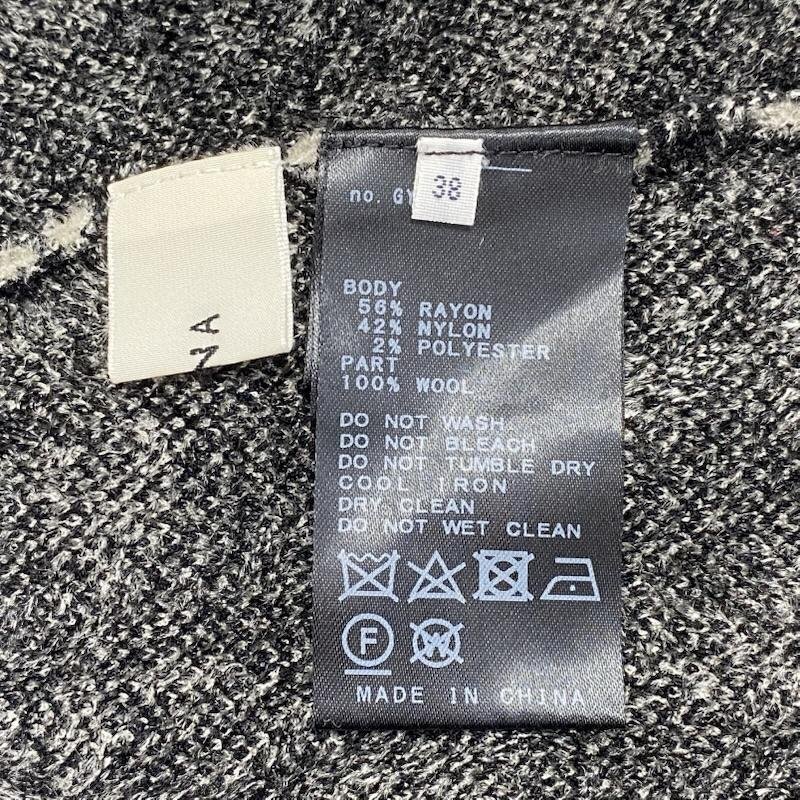 38
no. GY
BODY
56% RAYON
42% NYLON
2% POLYESTER
PART
100% WOOL
DO NOT WASH
DO NOT BLEACH
DO NOT TUMBLE DRY
COOL IRON
DRY CLEAN
DO NOT WET CLEAN
F W
MADE IN CHINA
NA